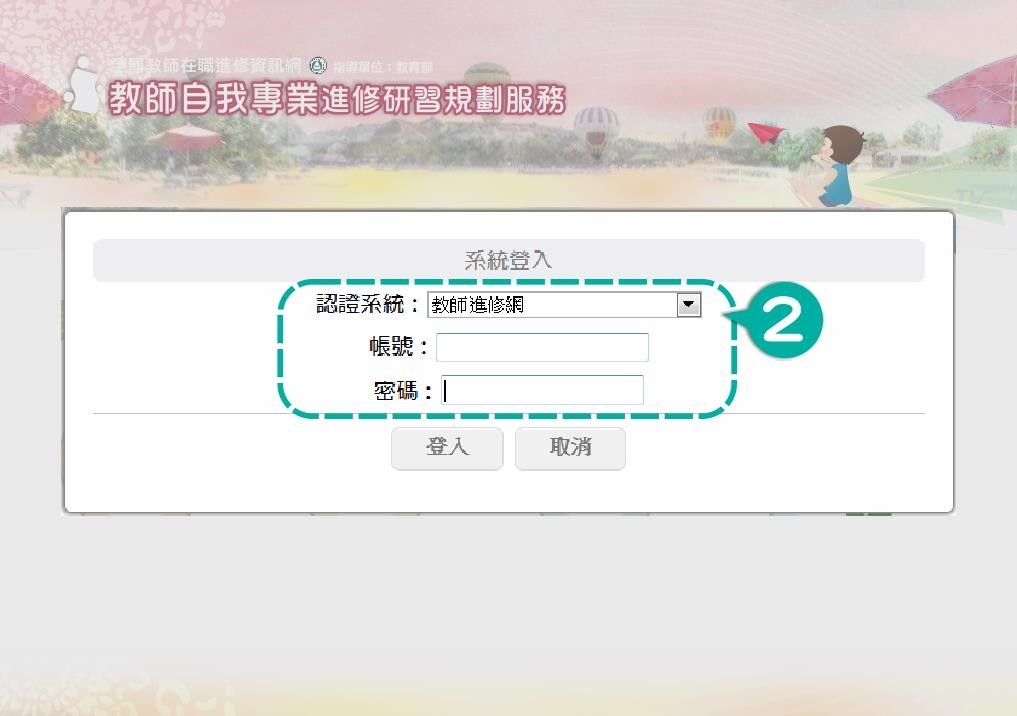 全國教師在職進修資訊網 指導單位：教育部
教師自我專業進修研習規劃服務
系統登入
認證系統： 教師進修網
2
帳號：
密碼：
登入 取消